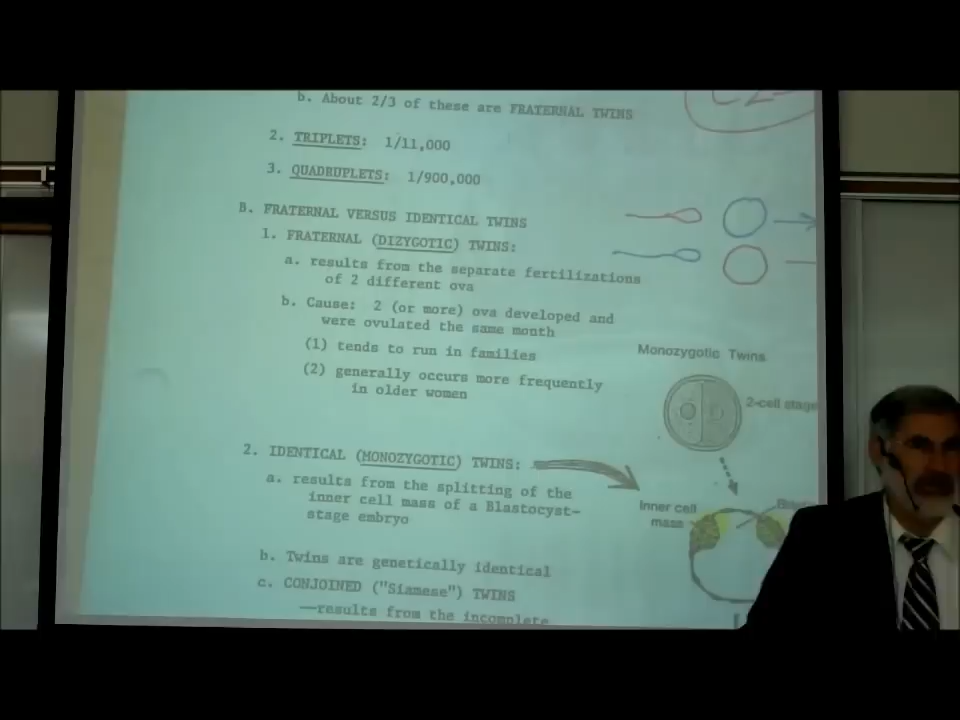 b. About 2/3 of these are FRATERNAL TWINS
2. TRIPLETS: 1/11,000
3. QUADRUPLETS: 1/900,000
B. FRATERNAL VERSUS IDENTICAL TWINS
1. FRATERNAL (DIZYGOTIC) TWINS:
a. results from the separate fertilizations
of 2 different ova
b. Cause: 2 (or more) ova developed and
were ovulated the same month
(1) tends to run in families
(2) generally occurs more frequently
in older women
Monozygotic Twins
2-cell stage
2. IDENTICAL (MONOZYGOTIC) TWINS:
a. results from the splitting of the
inner cell mass of a Blastocyst-
stage embryo
Inner cell
mass
b. Twins are genetically identical
c. CONJOINED ("Siamese") TWINS
—results from the incomplete